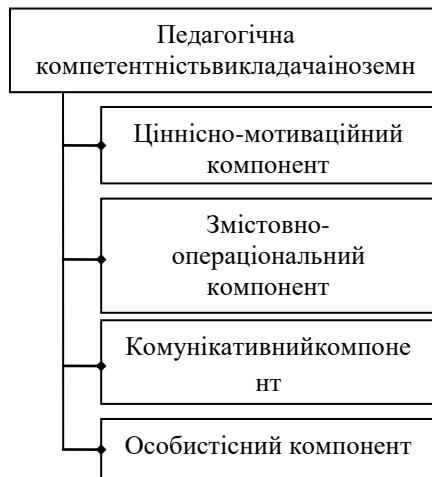 Педагогічна
компетентністьвикладачаіноземн
Ціннісно-мотиваційний
компонент
Змістовно-
операціональний
компонент
Комунікативнийкомпоне
нт
Особистісний компонент